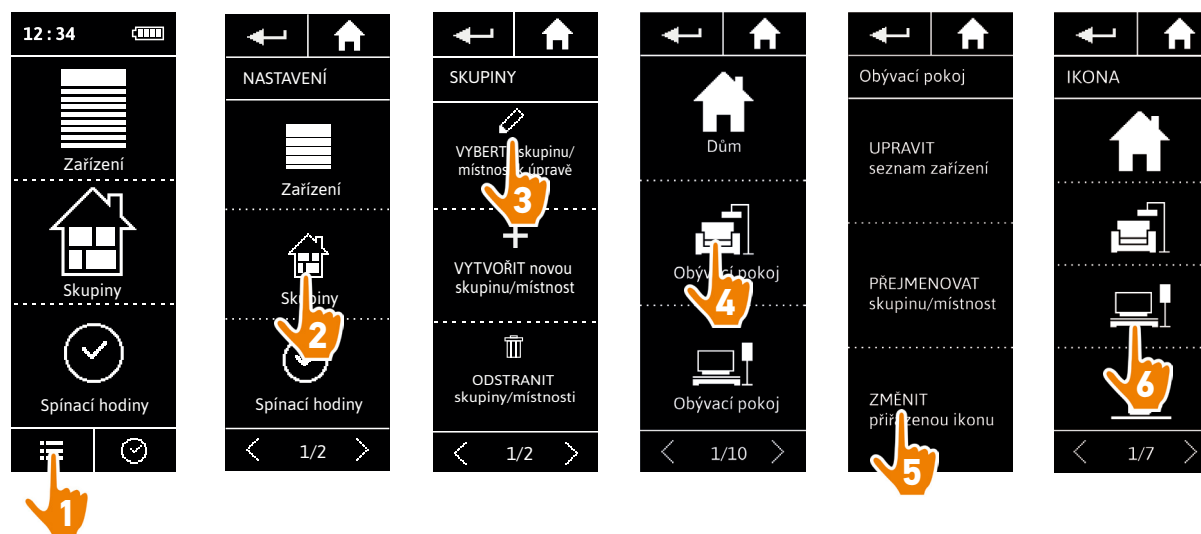 12:34
Zařízení
Skupiny
Spínací hodiny
1
NASTAVENÍ
Zařízení
Skupiny
2
Spínací hodiny
1/2
SKUPINY
VYBERTE skupinu/
místnost k úpravě
3
VYTVOŘIT novou
skupinu/místnost
ODSTRANIT
skupiny/místnosti
1/2
Dům
Obývací pokoj
4
Obývací pokoj
1/10
Obývací pokoj
UPRAVIT
seznam zařízení
PŘEJMENOVAT
skupinu/místnost
ZMĚNIT
přiřazenou ikonu
5
IKONA
6
1/7